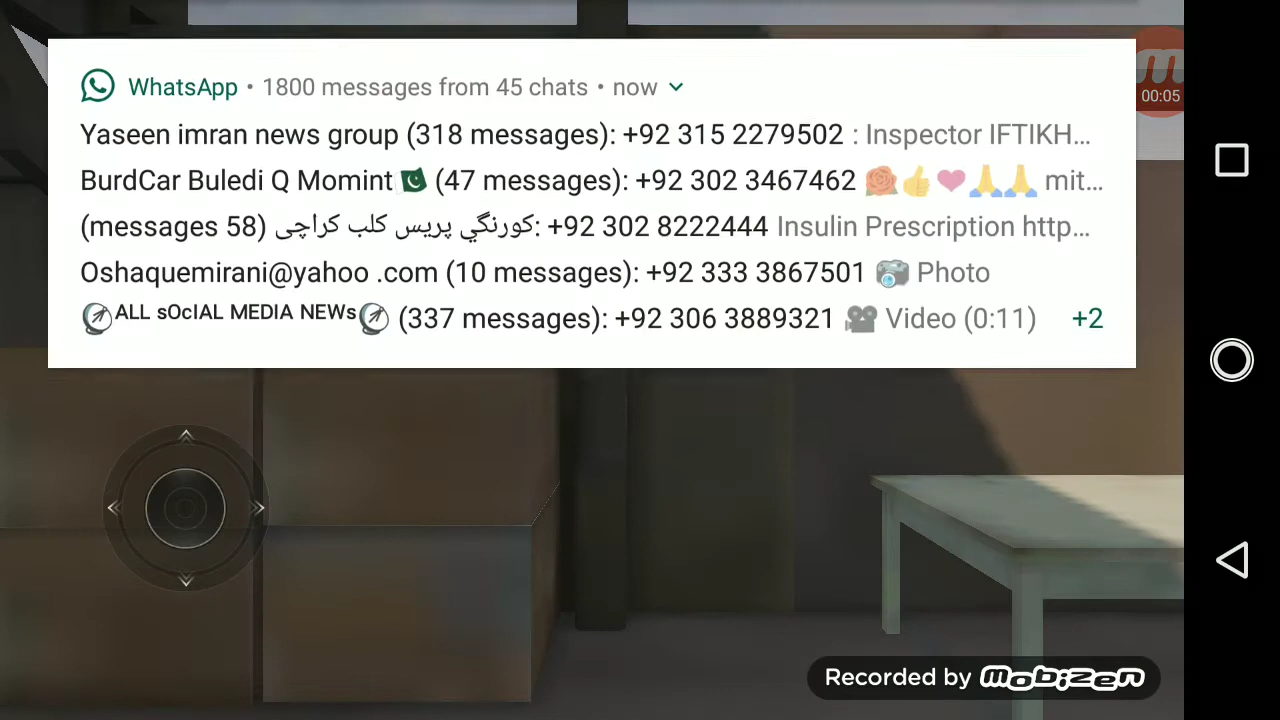 WhatsApp • 1800 messages from 45 chats • now
00:05
Yaseen imran news group (318 messages): +92 315 2279502 : Inspector IFTIKH...
BurdCar Buledi Q Momint🇵🇰 (47 messages): +92 302 3467462 🌹👍❤🙏🙏 mit...
(messages 58) کورنگي پریس کلب کراچی: +92 302 8222444 Insulin Prescription http...
Oshaquemirani@yahoo .com (10 messages): +92 333 3867501 📷 Photo
ALL sOcIAL MEDIA NEWs (337 messages): +92 306 3889321 🎥 Video (0:11) +2
Recorded by mobizen